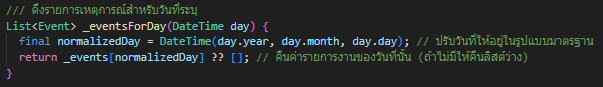 /// ดึงรายการเหตุการณ์สำหรับวันที่ระบุ
List<Event> _eventsForDay(DateTime day) {
  final normalizedDay = DateTime(day.year, day.month, day.day); // ปรับวันที่ให้อยู่ในรูปแบบมาตรฐาน
  return _events[normalizedDay] ?? []; // คืนค่ารายการงานของวันที่นั้น (ถ้าไม่มีให้คืนลิสต์ว่าง)
}